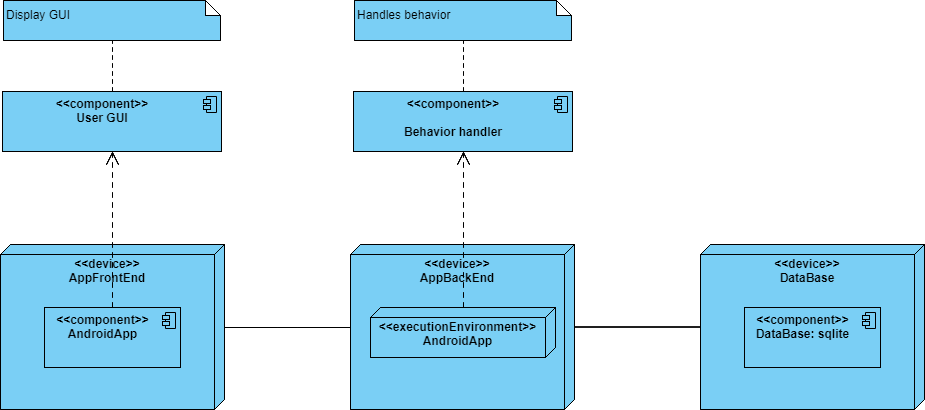 Display GUI
Handles behavior
<<component>>
User GUI
<<component>>
Behavior handler
<<device>>
AppFrontEnd
<<component>>
AndroidApp
<<device>>
AppBackEnd
<<executionEnvironment>>
AndroidApp
<<device>>
DataBase
<<component>>
DataBase: sqlite